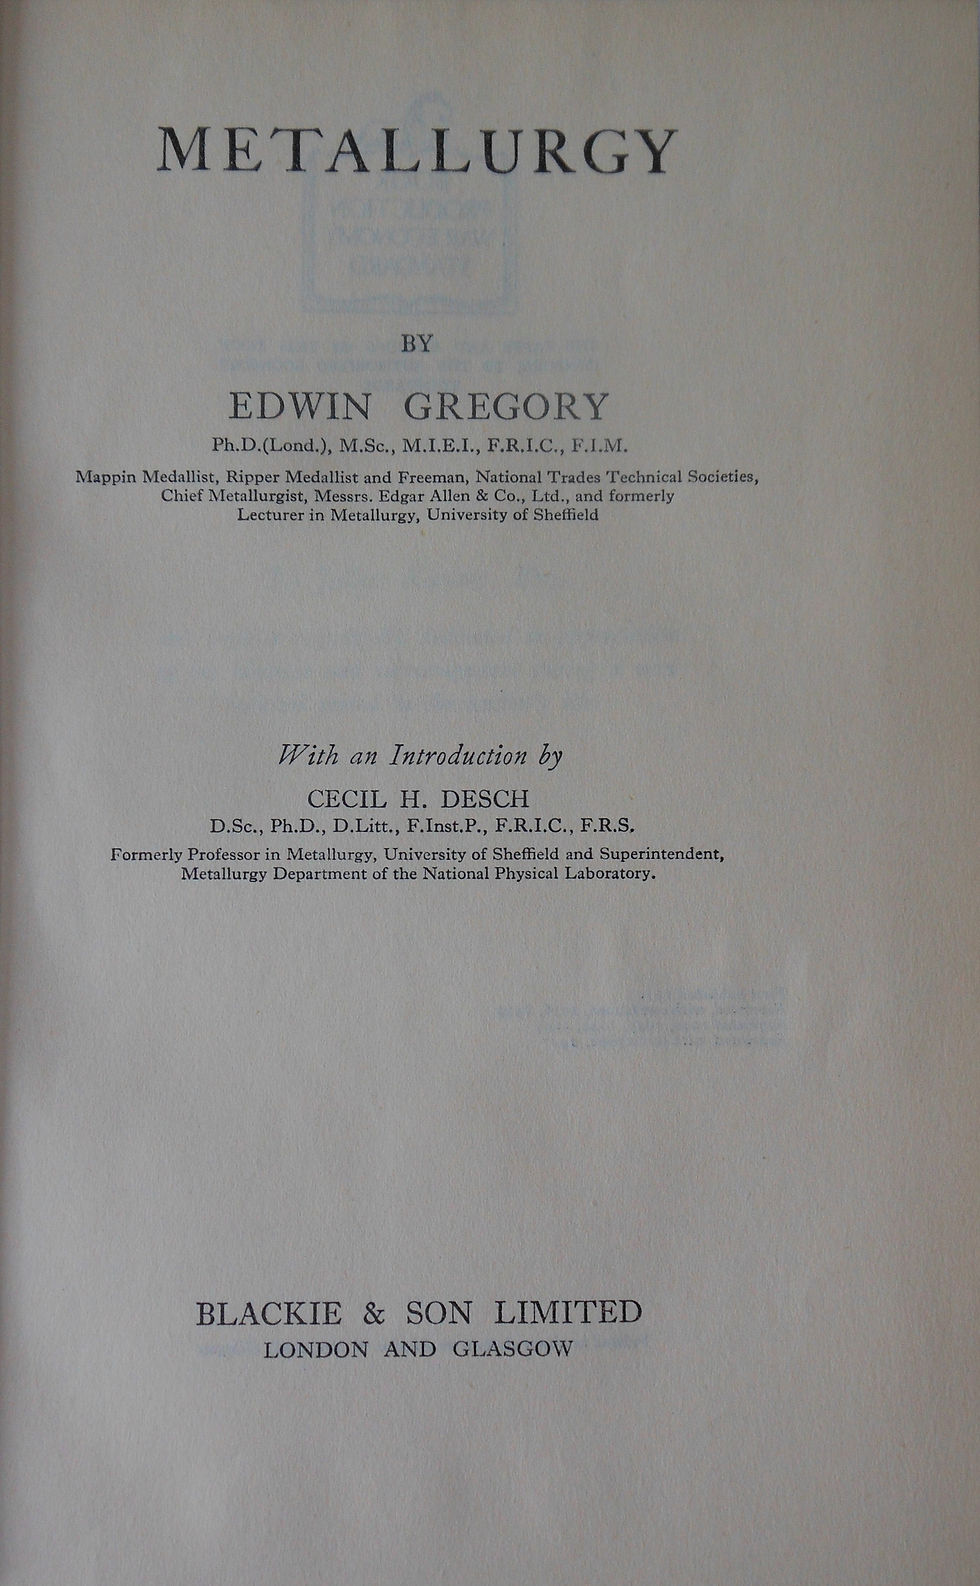 METALLURGY
BY
EDWIN GREGORY
Ph.D.(Lond.), M.Sc., M.I.E.I., F.R.I.C., F.I.M.
Mappin Medallist, Ripper Medallist and Freeman, National Trades Technical Societies,
Chief Metallurgist, Messrs. Edgar Allen & Co., Ltd., and formerly
Lecturer in Metallurgy, University of Sheffield
With an Introduction by
CECIL H. DESCH
D.Sc., Ph.D., D.Litt., F.Inst.P., F.R.I.C., F.R.S.
Formerly Professor in Metallurgy, University of Sheffield and Superintendent,
Metallurgy Department of the National Physical Laboratory.
BLACKIE & SON LIMITED
LONDON AND GLASGOW